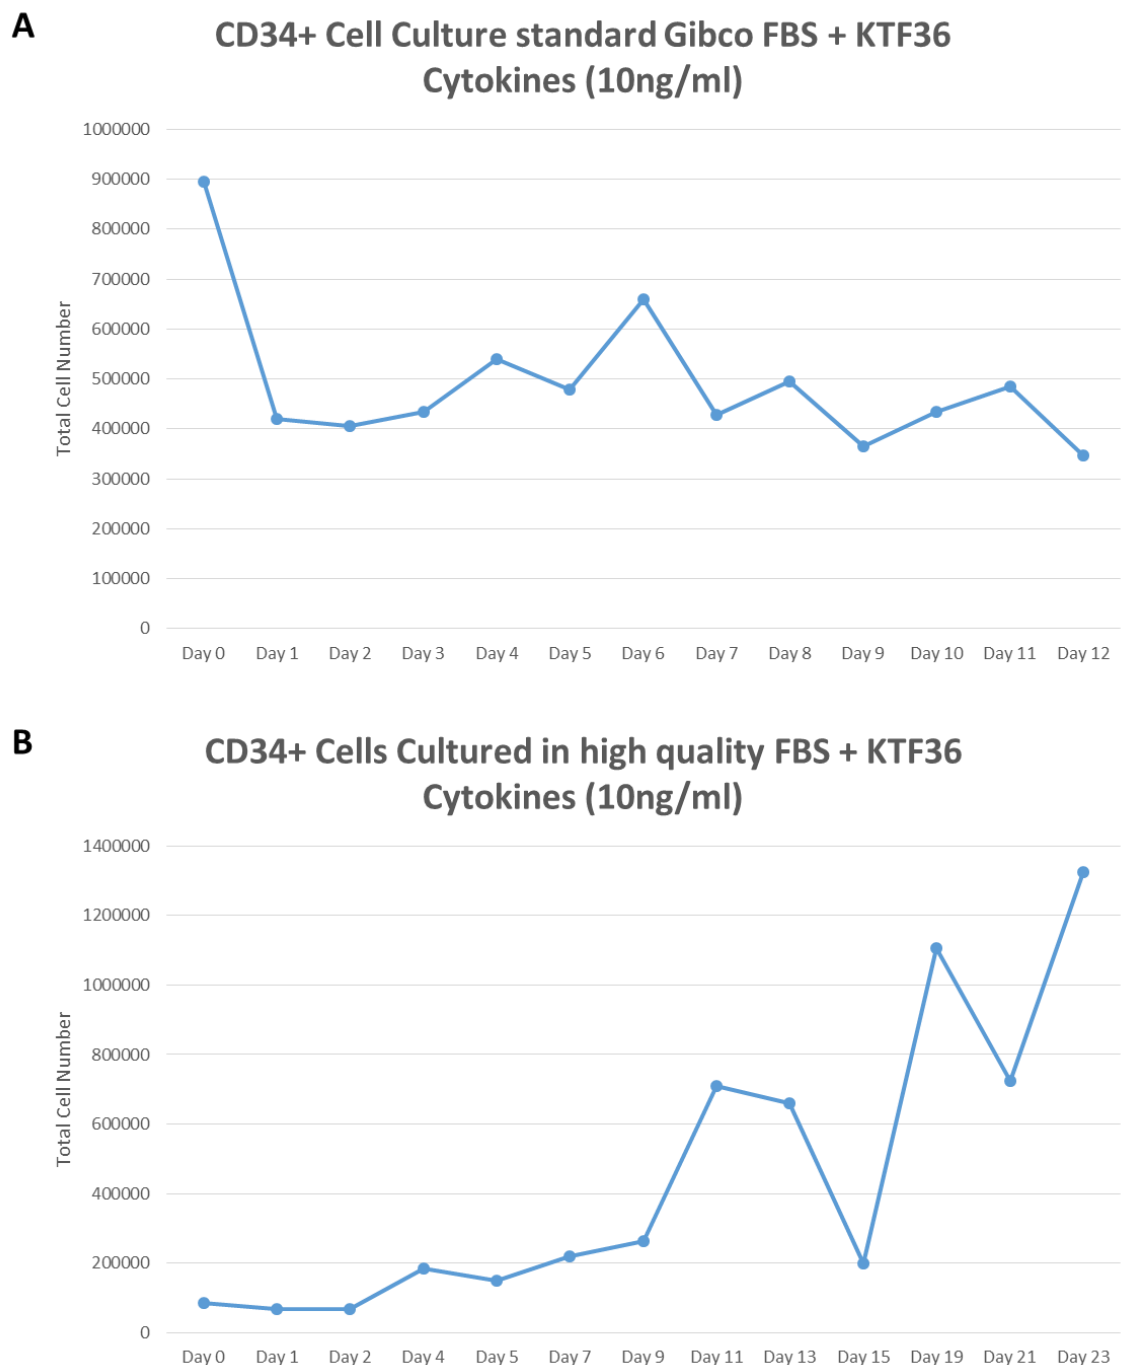 A
CD34+ Cell Culture standard Gibco FBS + KTF36
Cytokines (10ng/ml)
1000000
900000
800000
700000
600000
500000
400000
300000
200000
100000
0
Total Cell Number
Day 0 Day 1 Day 2 Day 3 Day 4 Day 5 Day 6 Day 7 Day 8 Day 9 Day 10 Day 11 Day 12
B
CD34+ Cells Cultured in high quality FBS + KTF36
Cytokines (10ng/ml)
1400000
1200000
1000000
800000
600000
400000
200000
0
Total Cell Number
Day 0 Day 1 Day 2 Day 4 Day 5 Day 7 Day 9 Day 11 Day 13 Day 15 Day 19 Day 21 Day 23